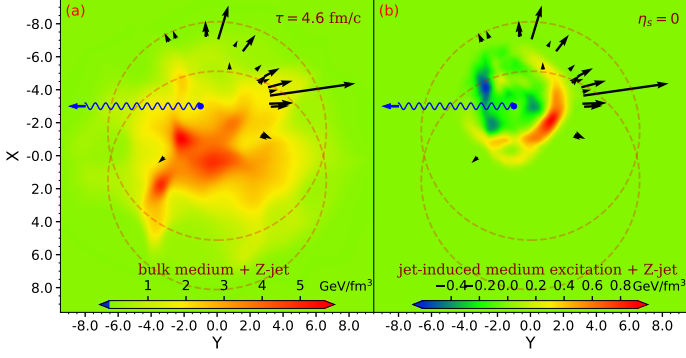 (a)
τ = 4.6 fm/c
(b)
ηs = 0
X
-8.0
-6.0
-4.0
-2.0
-0.0
2.0
4.0
6.0
8.0
bulk medium + Z-jet
GeV/fm³
1 2 3 4 5
jet-induced medium excitation + Z-jet
−0.4 −0.2 0.0 0.2 0.4 0.6 0.8 GeV/fm³
-8.0 -6.0 -4.0 -2.0 0.0 2.0 4.0 6.0 8.0
-8.0 -6.0 -4.0 -2.0 0.0 2.0 4.0 6.0 8.0
Y
Y